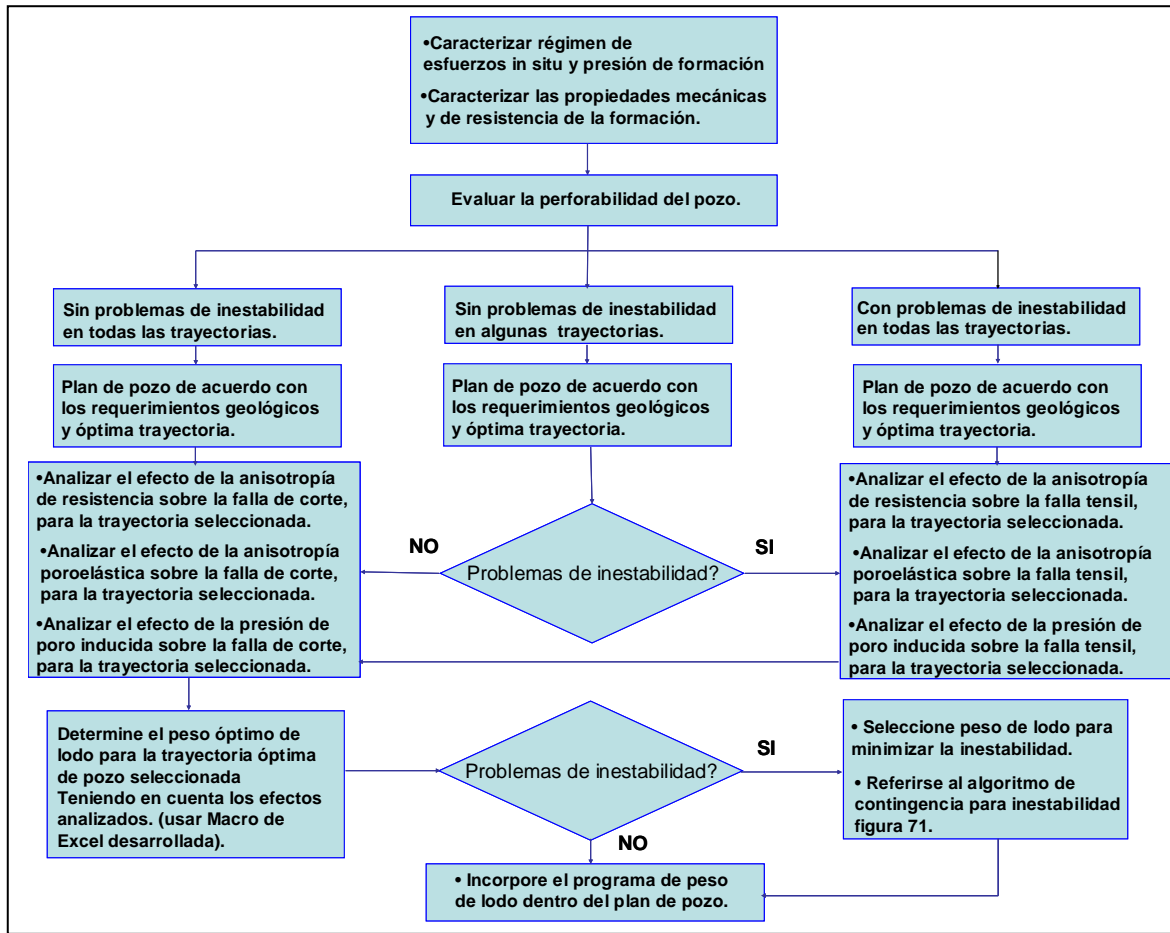 •Caracterizar régimen de
esfuerzos in situ y presión de formación
•Caracterizar las propiedades mecánicas
y de resistencia de la formación.
Evaluar la perforabilidad del pozo.
Sin problemas de inestabilidad
en todas las trayectorias.
Sin problemas de inestabilidad
en algunas trayectorias.
Con problemas de inestabilidad
en todas las trayectorias.
Plan de pozo de acuerdo con
los requerimientos geológicos
y óptima trayectoria.
Plan de pozo de acuerdo con
los requerimientos geológicos
y óptima trayectoria.
Plan de pozo de acuerdo con
los requerimientos geológicos
y óptima trayectoria.
•Analizar el efecto de la anisotropía
de resistencia sobre la falla de corte,
para la trayectoria seleccionada.
•Analizar el efecto de la anisotropía
poroelástica sobre la falla de corte,
para la trayectoria seleccionada.
•Analizar el efecto de la presión de
poro inducida sobre la falla de corte,
para la trayectoria seleccionada.
NO
Problemas de inestabilidad?
SI
•Analizar el efecto de la anisotropía
de resistencia sobre la falla tensil,
para la trayectoria seleccionada.
•Analizar el efecto de la anisotropía
poroelástica sobre la falla tensil,
para la trayectoria seleccionada.
•Analizar el efecto de la presión de
poro inducida sobre la falla tensil,
para la trayectoria seleccionada.
Determine el peso óptimo de
lodo para la trayectoria óptima
de pozo seleccionada
Teniendo en cuenta los efectos
analizados. (usar Macro de
Excel desarrollada).
Problemas de inestabilidad?
SI
• Seleccione peso de lodo para
minimizar la inestabilidad.
• Referirse al algoritmo de
contingencia para inestabilidad
figura 71.
NO
• Incorpore el programa de peso
de lodo dentro del plan de pozo.